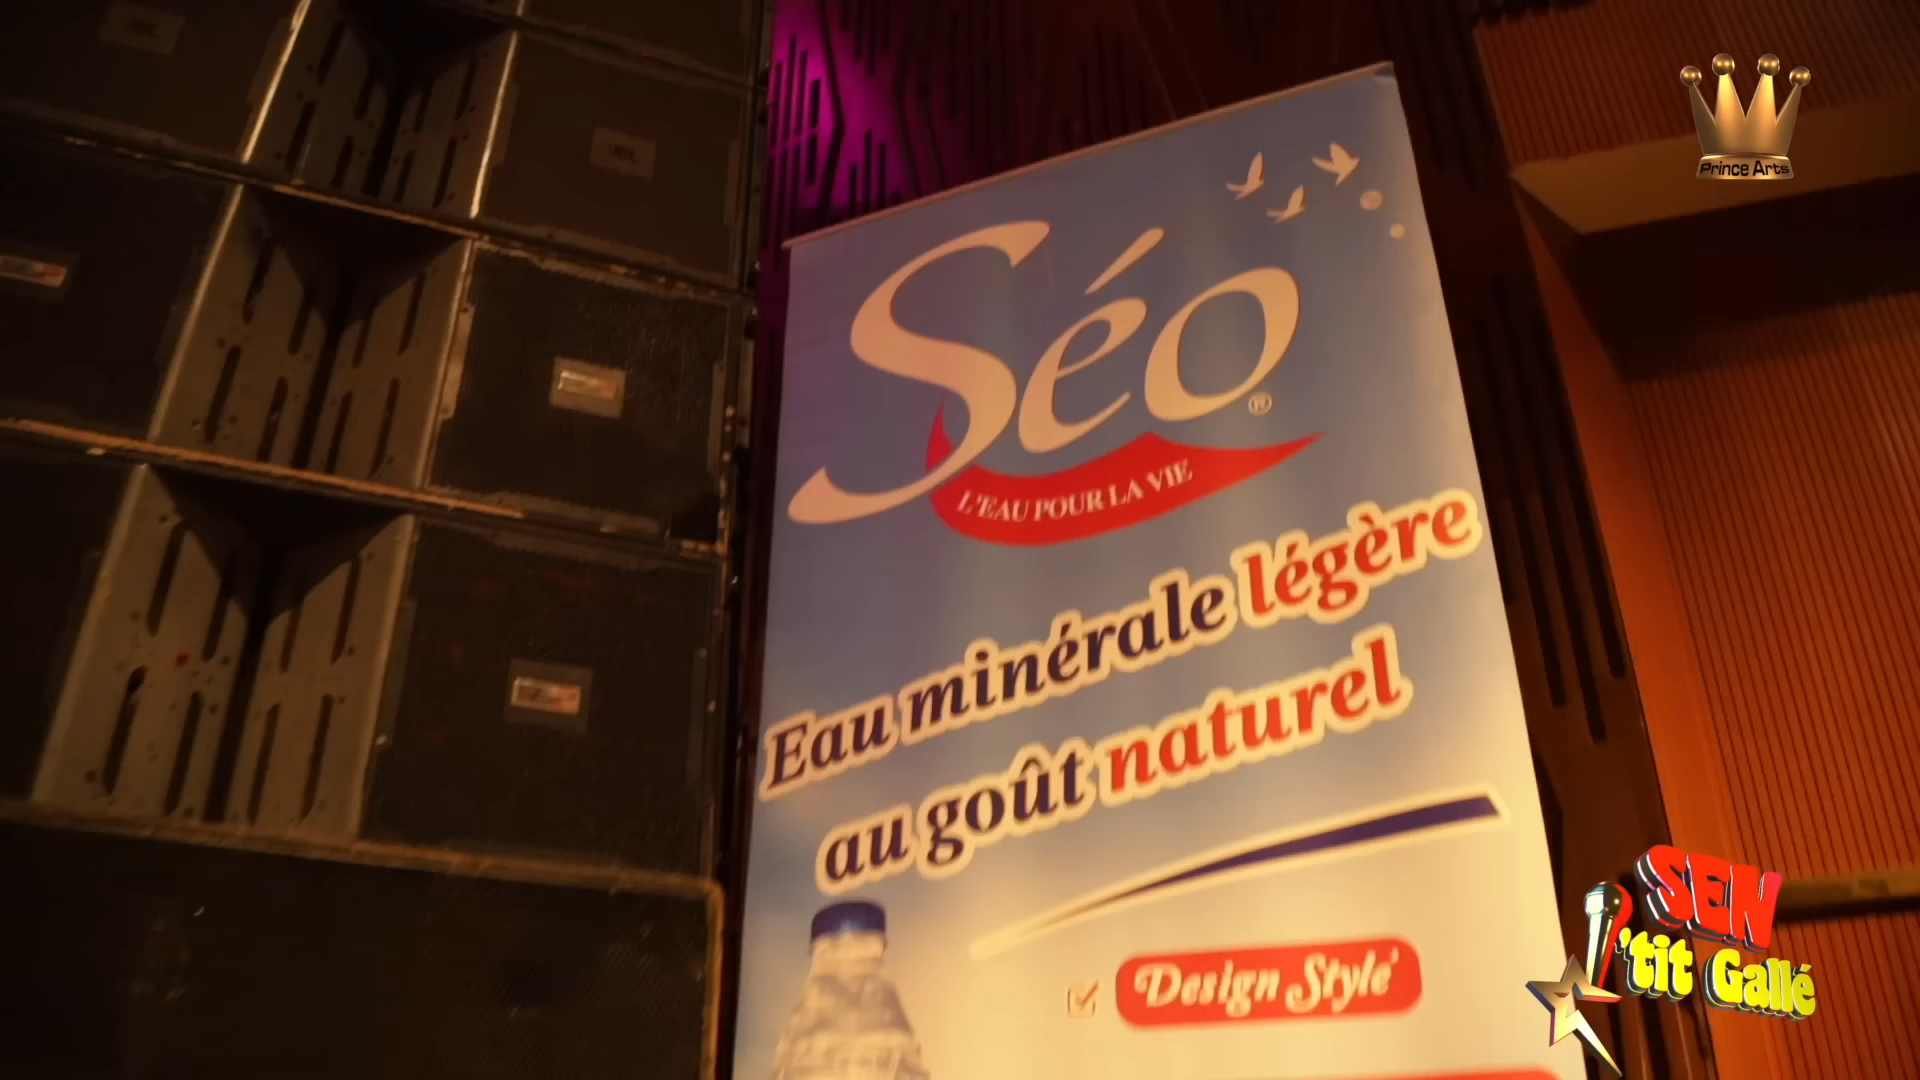 Prince Arts
Séo®
L'EAU POUR LA VIE
Eau minérale légère
au goût naturel
Design Style'
SEN
P'tit Gallé